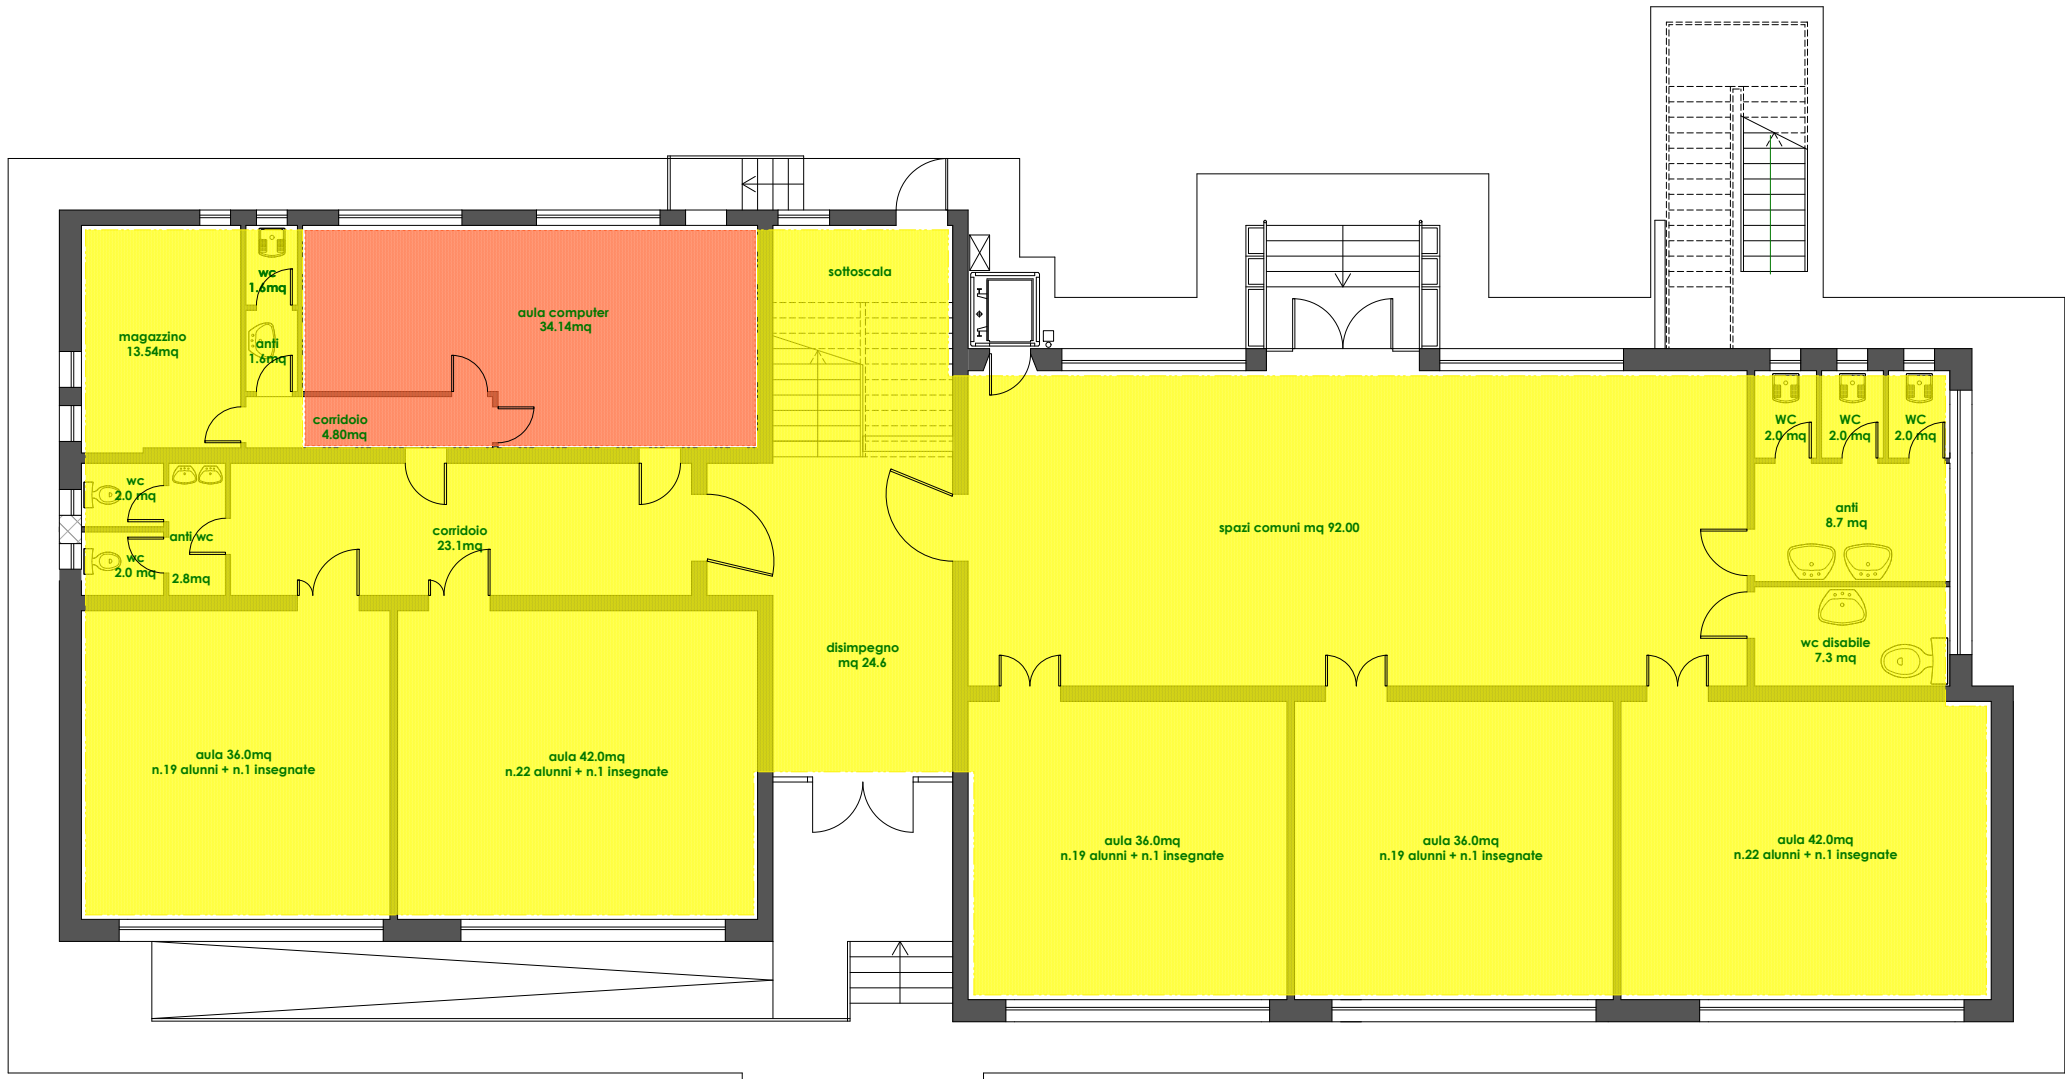 sottoscala
wc
1.6mq
aula computer
34.14mq
magazzino
13.54mq
anti
1.6mq
corridoio
4.80mq
WC
2.0 mq
WC
2.0 mq
WC
2.0 mq
wc
2.0 mq
anti wc
2.8mq
wc
2.0 mq
corridoio
23.1mq
spazi comuni mq 92.00
anti
8.7 mq
disimpegno
mq 24.6
wc disabile
7.3 mq
aula 36.0mq
n.19 alunni + n.1 insegnate
aula 42.0mq
n.22 alunni + n.1 insegnate
aula 36.0mq
n.19 alunni + n.1 insegnate
aula 36.0mq
n.19 alunni + n.1 insegnate
aula 42.0mq
n.22 alunni + n.1 insegnate